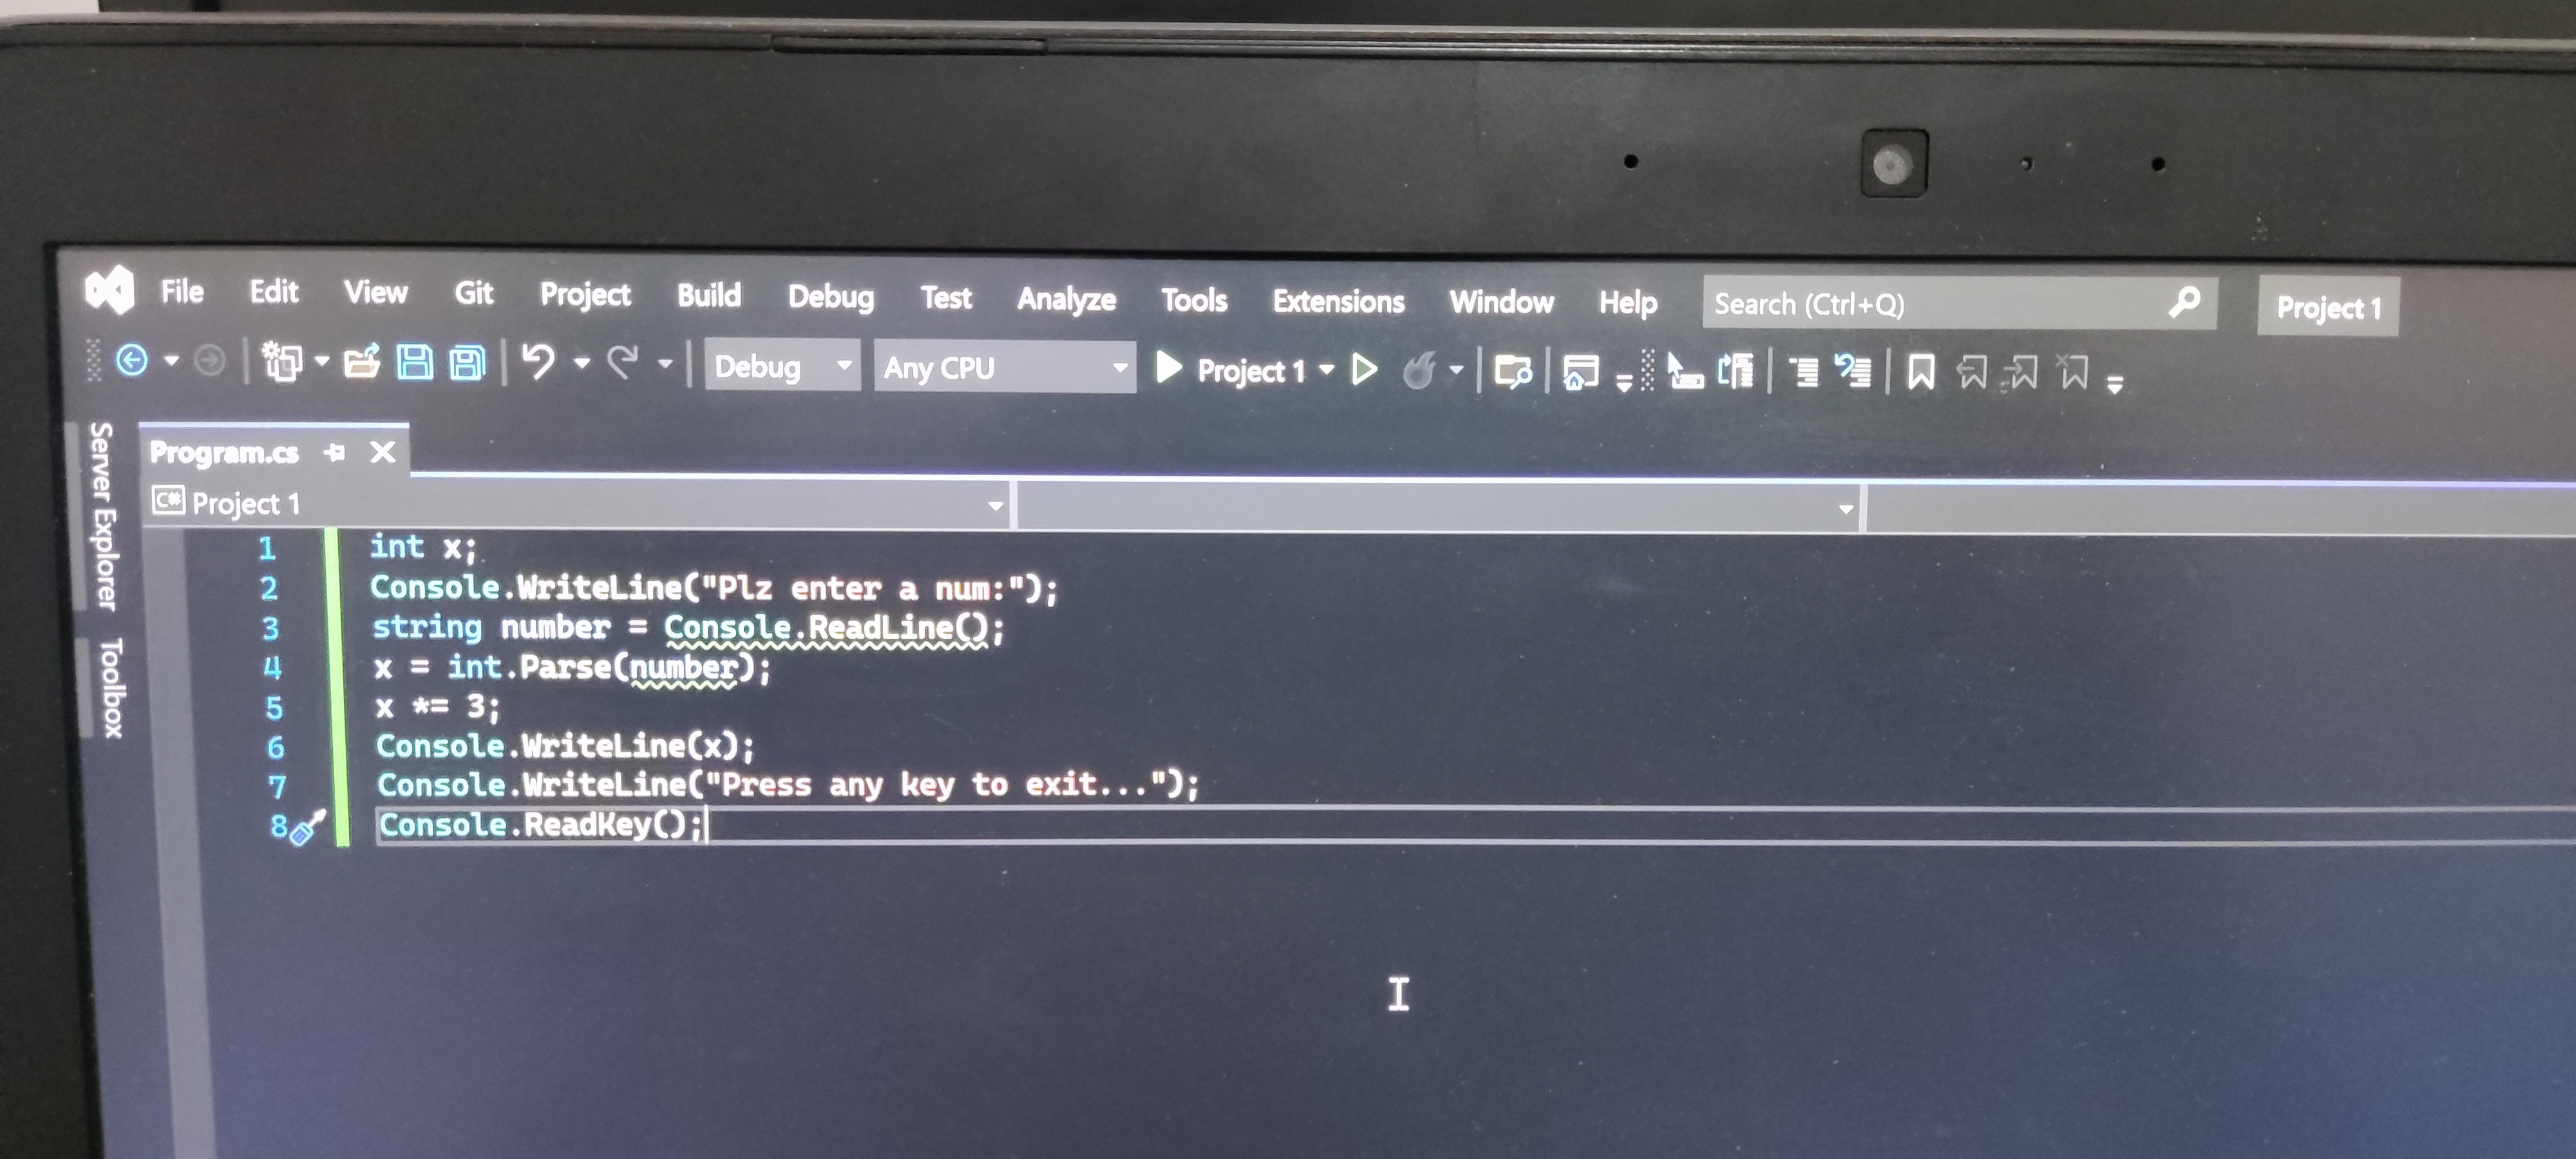 File Edit View Git Project Build Debug Test Analyze Tools Extensions Window Help Search (Ctrl+Q) Project 1
Debug Any CPU Project 1
Server Explorer
Toolbox
Program.cs
C# Project 1
1 int x;
2 Console.WriteLine("Plz enter a num:");
3 string number = Console.ReadLine();
4 x = int.Parse(number);
5 x *= 3;
6 Console.WriteLine(x);
7 Console.WriteLine("Press any key to exit...");
8 Console.ReadKey();